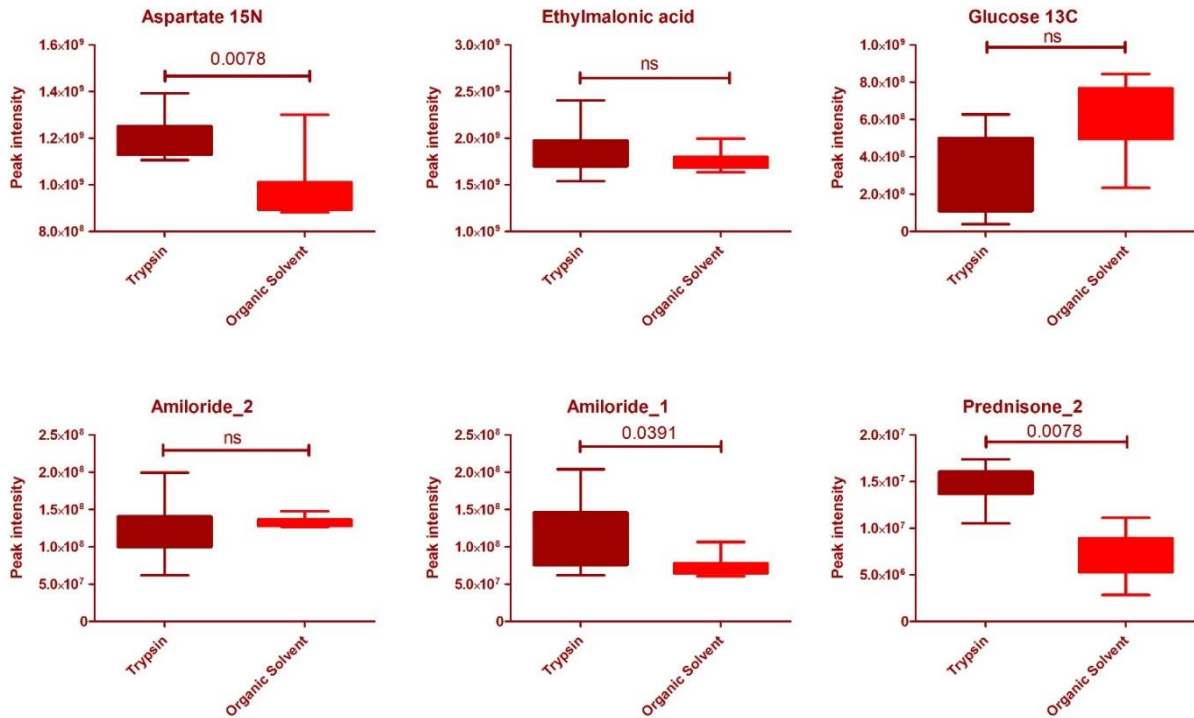 Aspartate 15N
Peak intensity
1.6×10⁹
1.4×10⁹
1.2×10⁹
1.0×10⁹
8.0×10⁸
0.0078
Trypsin
Organic Solvent
Ethylmalonic acid
Peak intensity
3.0×10⁹
2.5×10⁹
2.0×10⁹
1.5×10⁹
1.0×10⁹
ns
Trypsin
Organic Solvent
Glucose 13C
Peak intensity
1.0×10⁹
8.0×10⁸
6.0×10⁸
4.0×10⁸
2.0×10⁸
0
ns
Trypsin
Organic Solvent
Amiloride_2
Peak intensity
2.5×10⁸
2.0×10⁸
1.5×10⁸
1.0×10⁸
5.0×10⁷
0
ns
Trypsin
Organic Solvent
Amiloride_1
Peak intensity
2.5×10⁸
2.0×10⁸
1.5×10⁸
1.0×10⁸
5.0×10⁷
0
0.0391
Trypsin
Organic Solvent
Prednisone_2
Peak intensity
2.0×10⁷
1.5×10⁷
1.0×10⁷
5.0×10⁶
0
0.0078
Trypsin
Organic Solvent